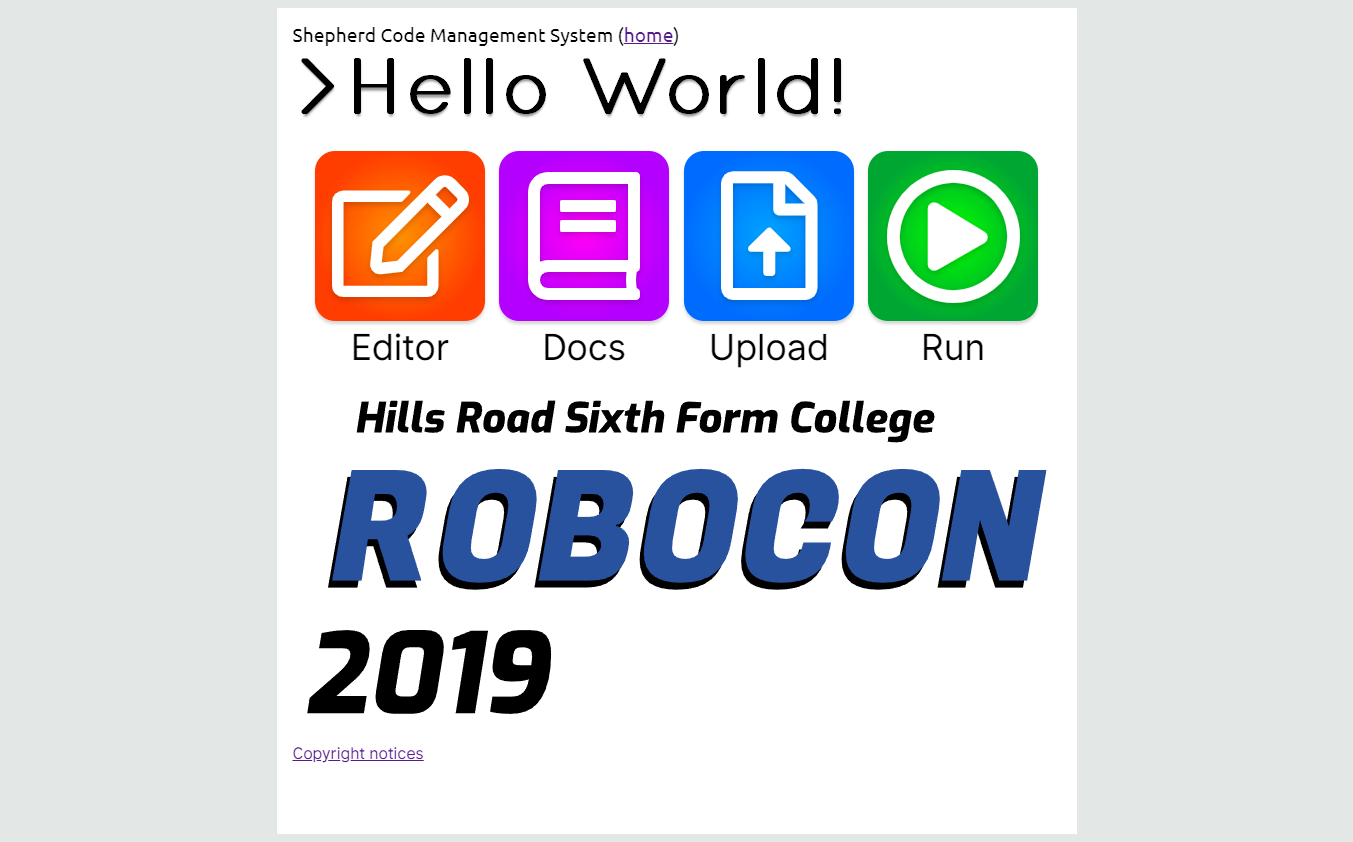 Shepherd Code Management System (home)
>Hello World!
Editor Docs Upload Run
Hills Road Sixth Form College
ROBOCON
2019
Copyright notices